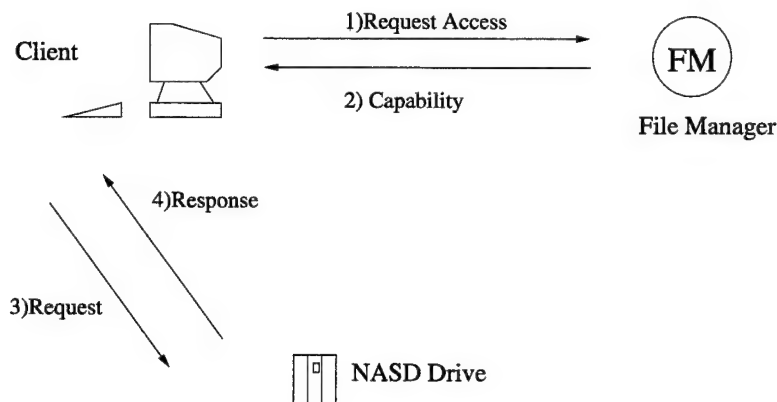 1)Request Access
Client
FM
2) Capability
File Manager
4)Response
3)Request
NASD Drive